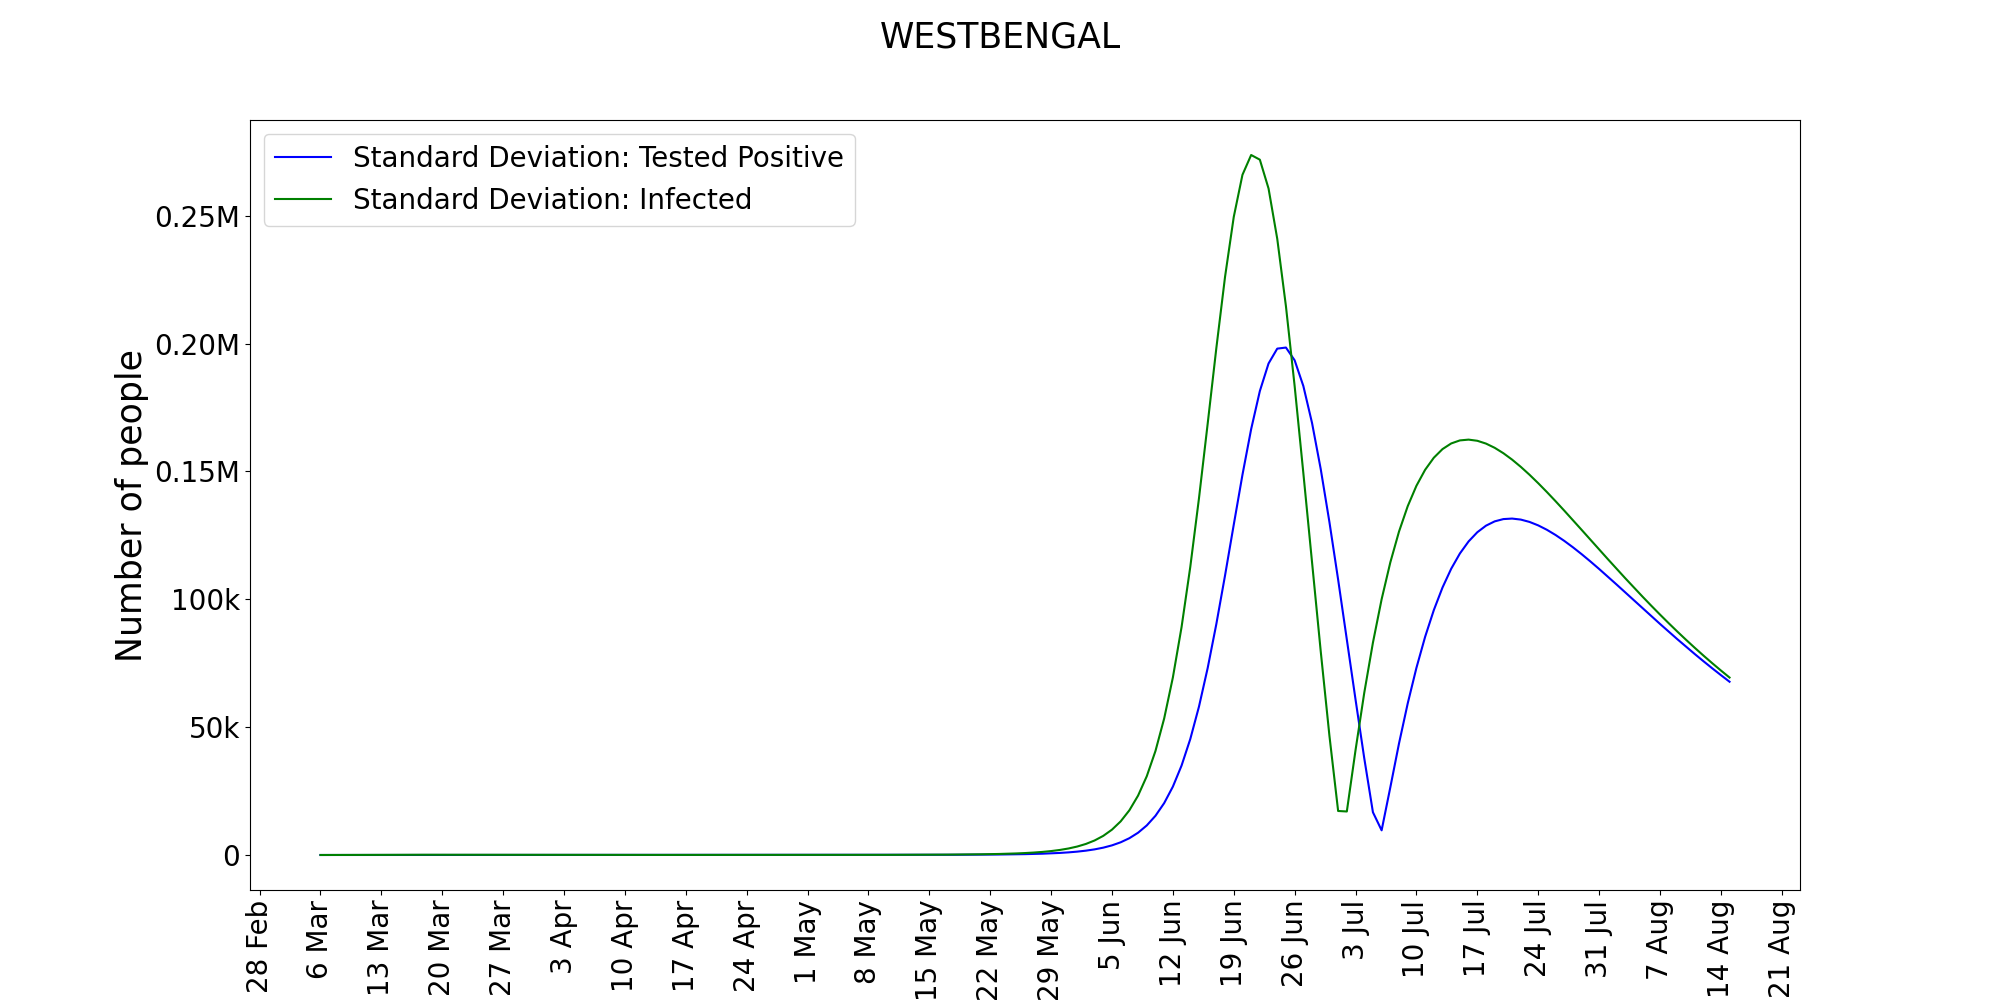 WESTBENGAL
Standard Deviation: Tested Positive
Standard Deviation: Infected
Number of people
0.25M
0.20M
0.15M
100k
50k
0
28 Feb
6 Mar
13 Mar
20 Mar
27 Mar
3 Apr
10 Apr
17 Apr
24 Apr
1 May
8 May
15 May
22 May
29 May
5 Jun
12 Jun
19 Jun
26 Jun
3 Jul
10 Jul
17 Jul
24 Jul
31 Jul
7 Aug
14 Aug
21 Aug